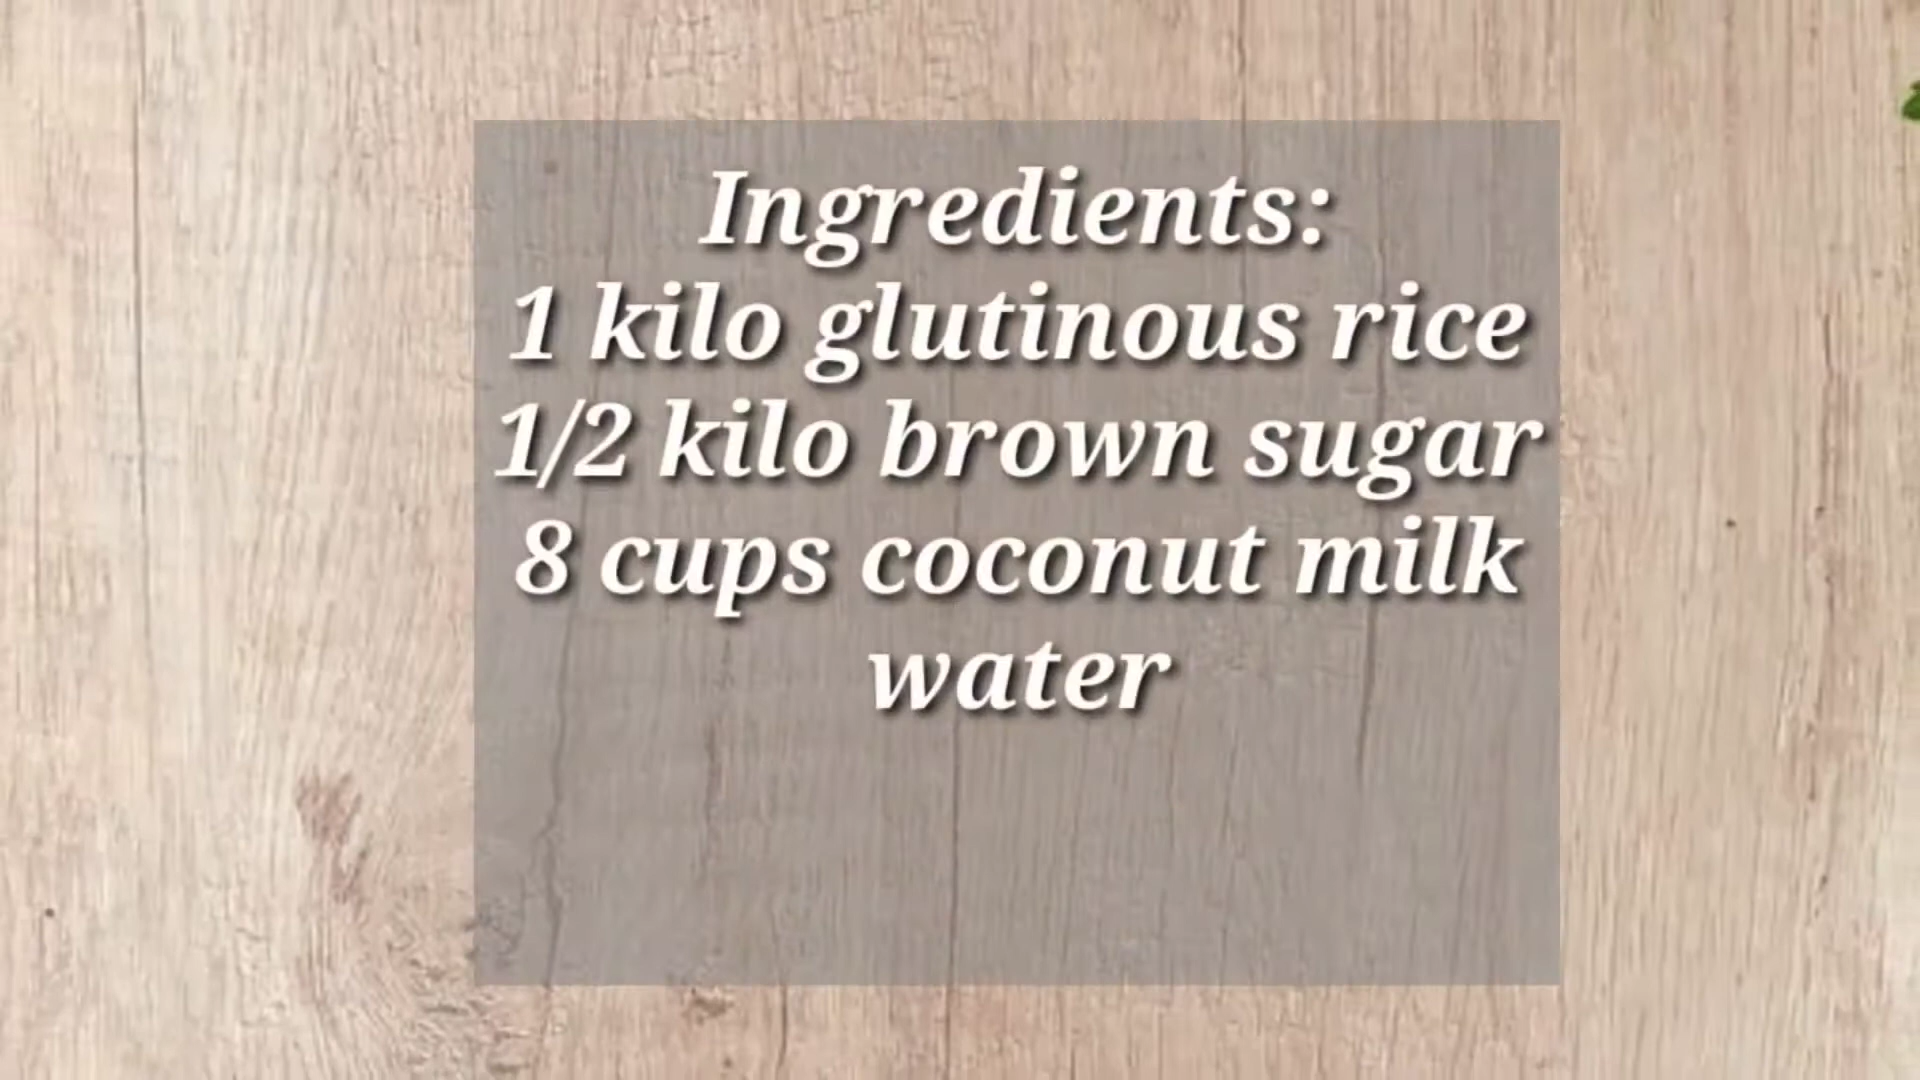 Ingredients:
1 kilo glutinous rice
1/2 kilo brown sugar
8 cups coconut milk
water